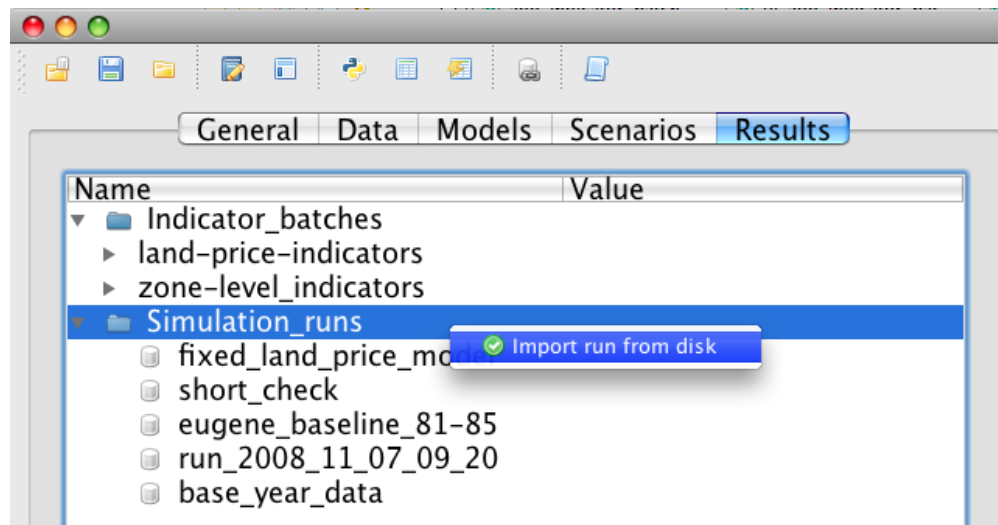 General Data Models Scenarios Results
Name Value
Indicator_batches
land-price-indicators
zone-level_indicators
Simulation_runs
Import run from disk
fixed_land_price_model
short_check
eugene_baseline_81-85
run_2008_11_07_09_20
base_year_data